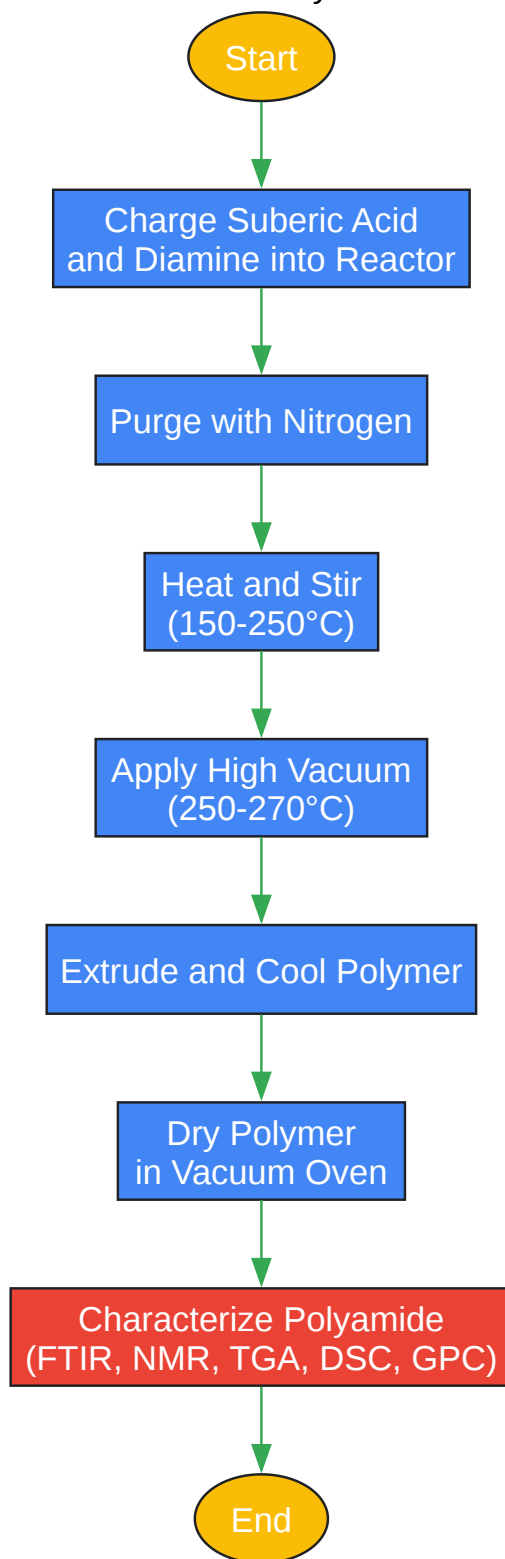 Start
Charge Suberic Acid
and Diamine into Reactor
Purge with Nitrogen
Heat and Stir
(150-250°C)
Apply High Vacuum
(250-270°C)
Extrude and Cool Polymer
Dry Polymer
in Vacuum Oven
Characterize Polyamide
(FTIR, NMR, TGA, DSC, GPC)
End